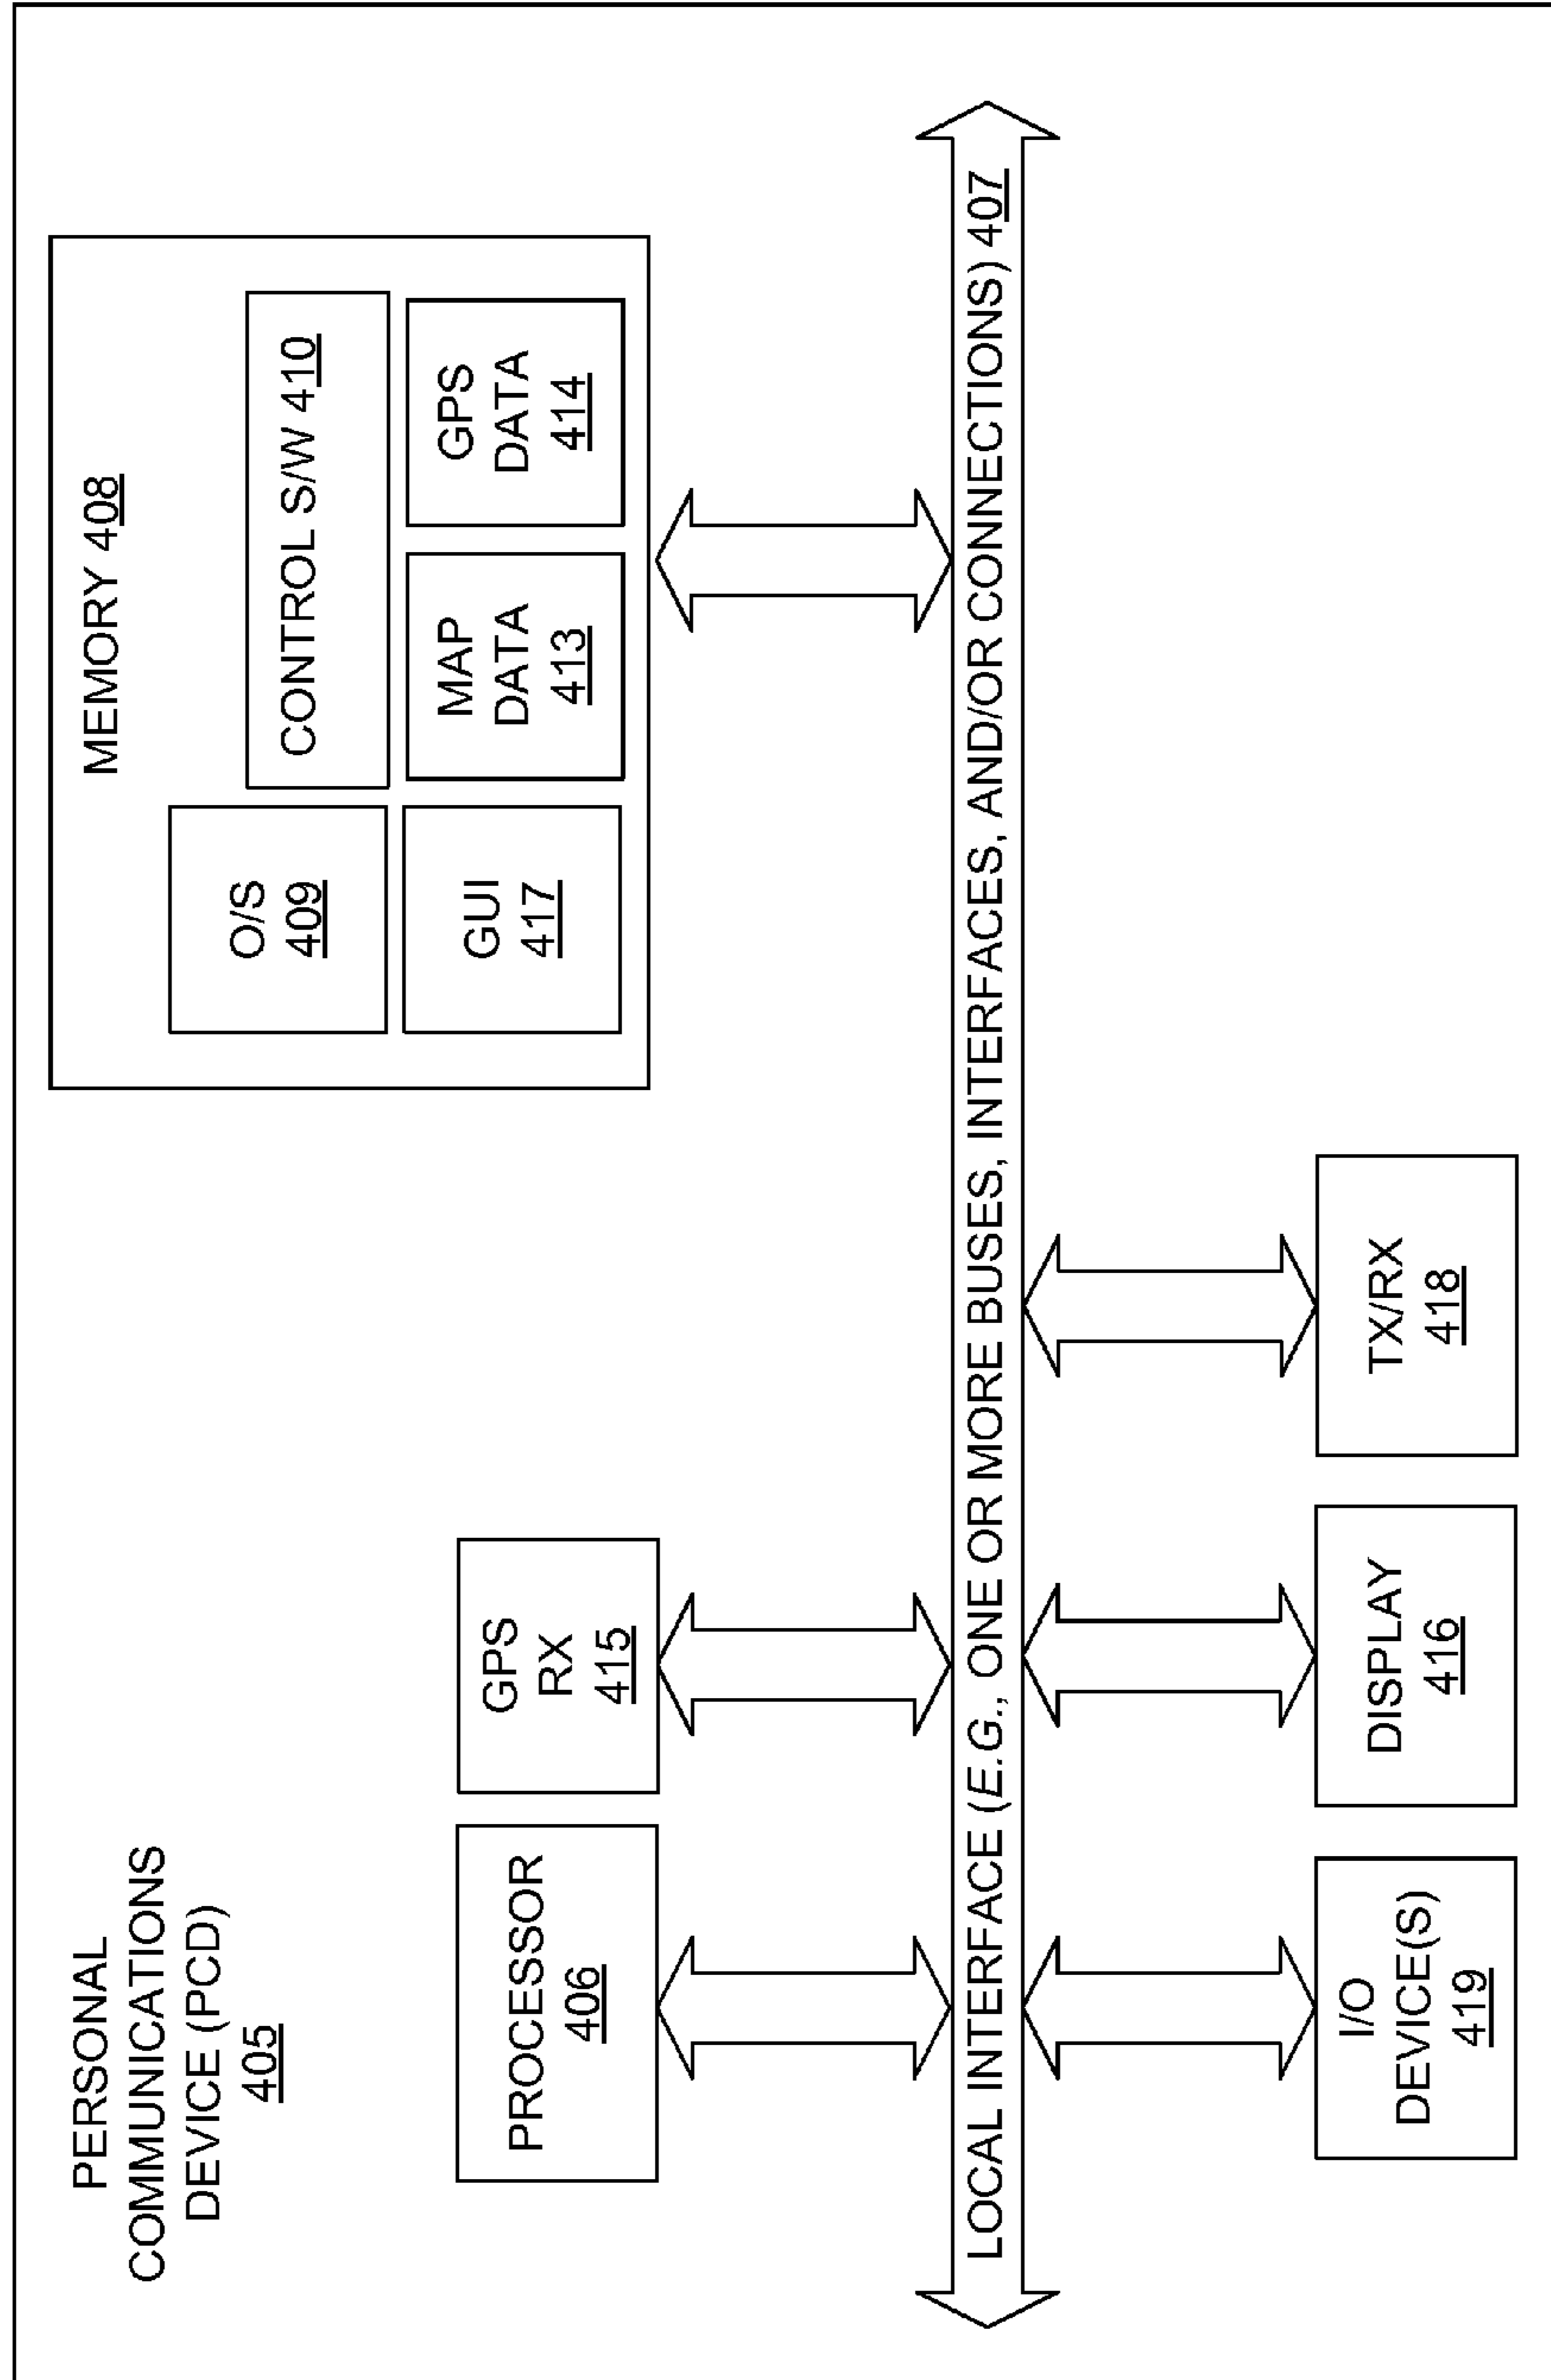 PERSONAL
COMMUNICATIONS
DEVICE (PCD)
405
MEMORY 408
O/S
409
CONTROL S/W 410
GUI
417
MAP
DATA
413
GPS
DATA
414
PROCESSOR
406
GPS
RX
415
LOCAL INTERFACE (E.G., ONE OR MORE BUSES, INTERFACES, AND/OR CONNECTIONS) 407
I/O
DEVICE(S)
419
DISPLAY
416
TX/RX
418